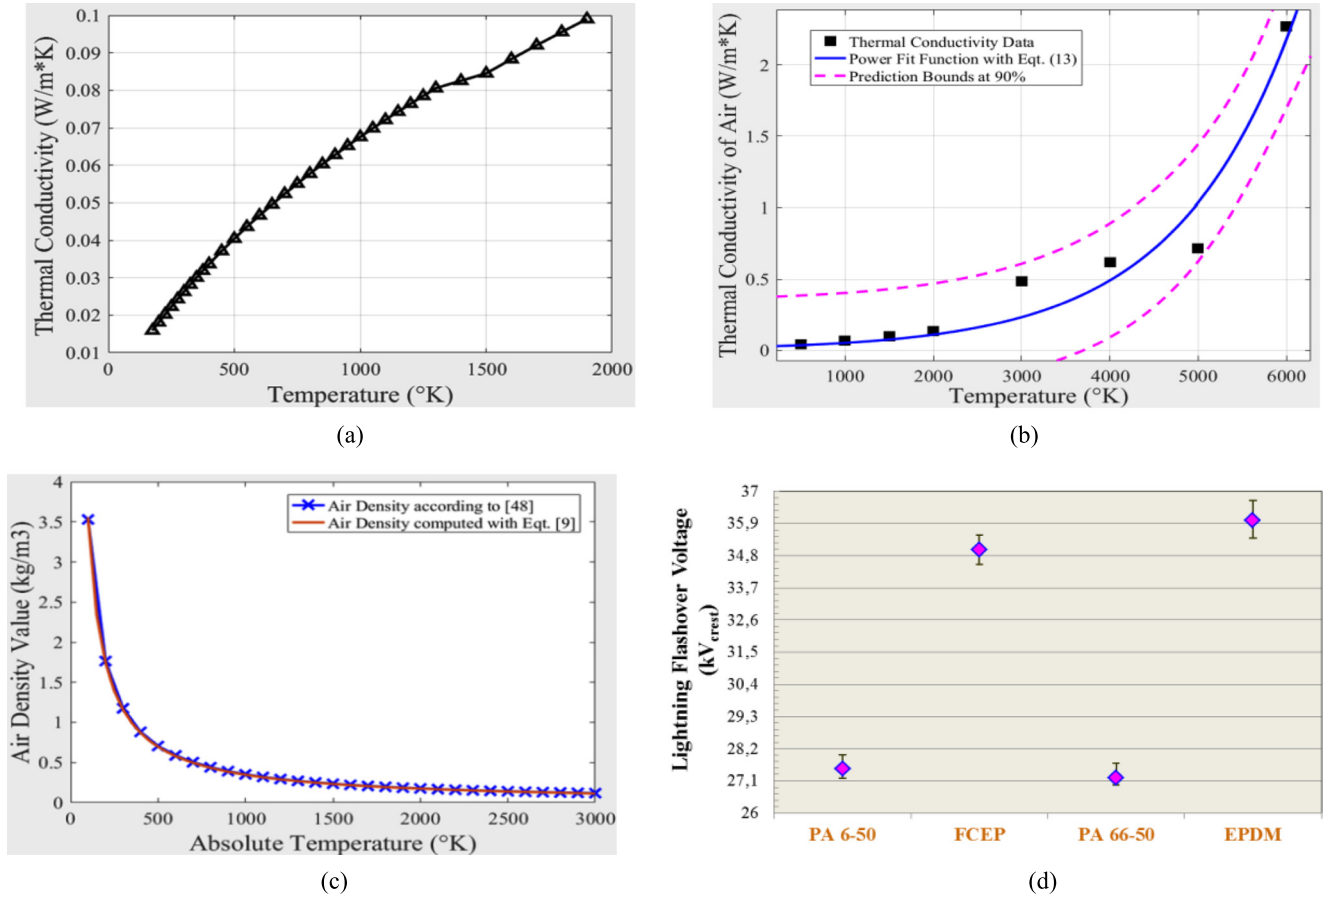 0.1
0.09
0.08
0.07
0.06
0.05
0.04
0.03
0.02
0.01
Thermal Conductivity (W/m*K)
0 500 1000 1500 2000
Temperature (°K)
(a)
Thermal Conductivity Data
Power Fit Function with Eqt. (13)
Prediction Bounds at 90%
2
1.5
1
0.5
0
Thermal Conductivity of Air (W/m*K)
1000 2000 3000 4000 5000 6000
Temperature (°K)
(b)
Air Density according to [48]
Air Density computed with Eqt. [9]
4
3.5
3
2.5
2
1.5
1
0.5
0
Air Density Value (kg/m3)
0 500 1000 1500 2000 2500 3000
Absolute Temperature (°K)
(c)
37
35,9
34,8
33,7
32,6
31,5
30,4
29,3
28,2
27,1
26
Lightning Flashover Voltage
(kVcrest)
PA 6-50 FCEP PA 66-50 EPDM
(d)